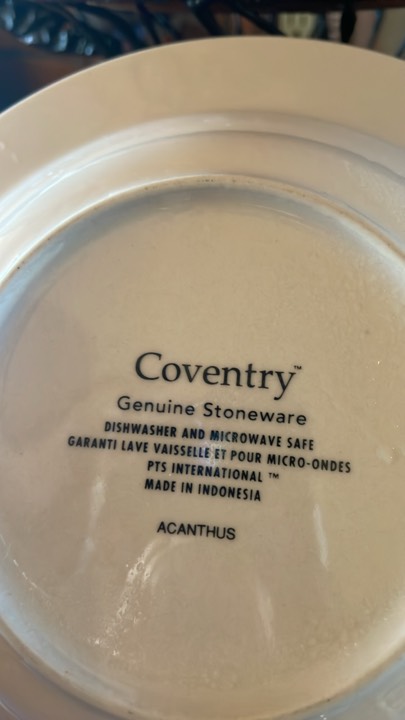 Coventry™
Genuine Stoneware
DISHWASHER AND MICROWAVE SAFE
GARANTI LAVE VAISSELLE ET POUR MICRO-ONDES
PTS INTERNATIONAL ™
MADE IN INDONESIA
ACANTHUS